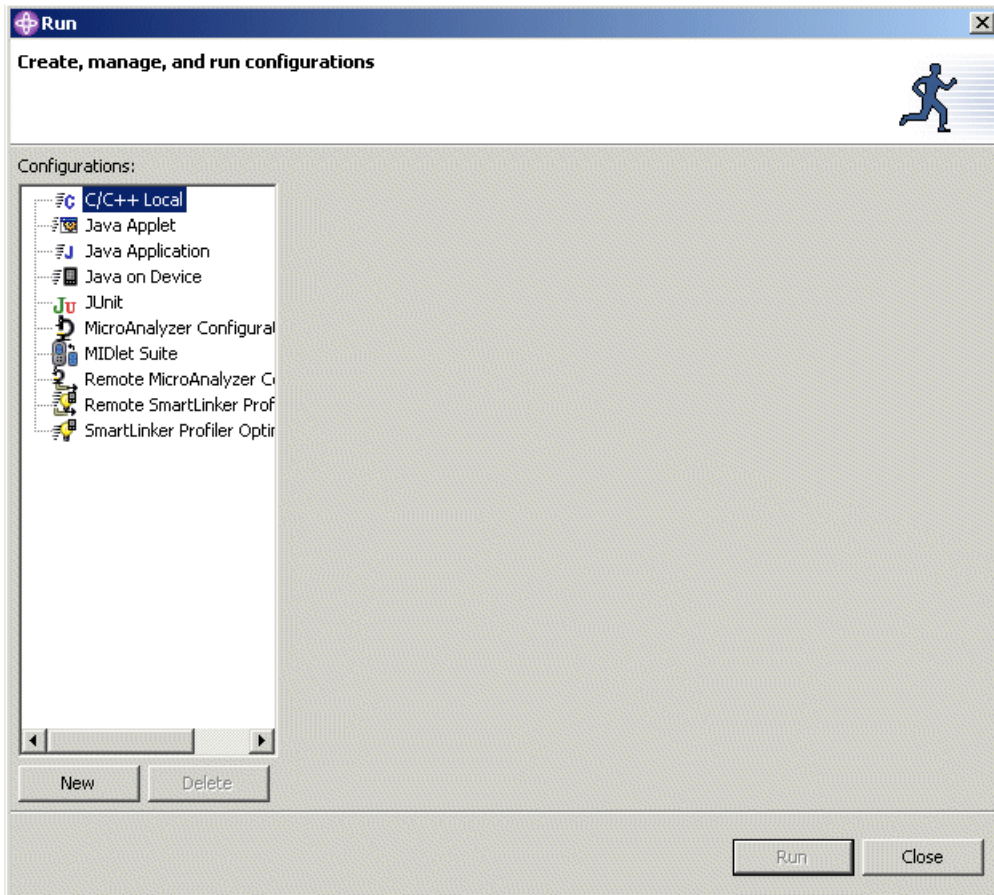 Run
Create, manage, and run configurations
Configurations:
C/C++ Local
Java Applet
Java Application
Java on Device
JUnit
MicroAnalyzer Configurat
MIDlet Suite
Remote MicroAnalyzer Co
Remote SmartLinker Prof
SmartLinker Profiler Optim
New Delete
Run Close